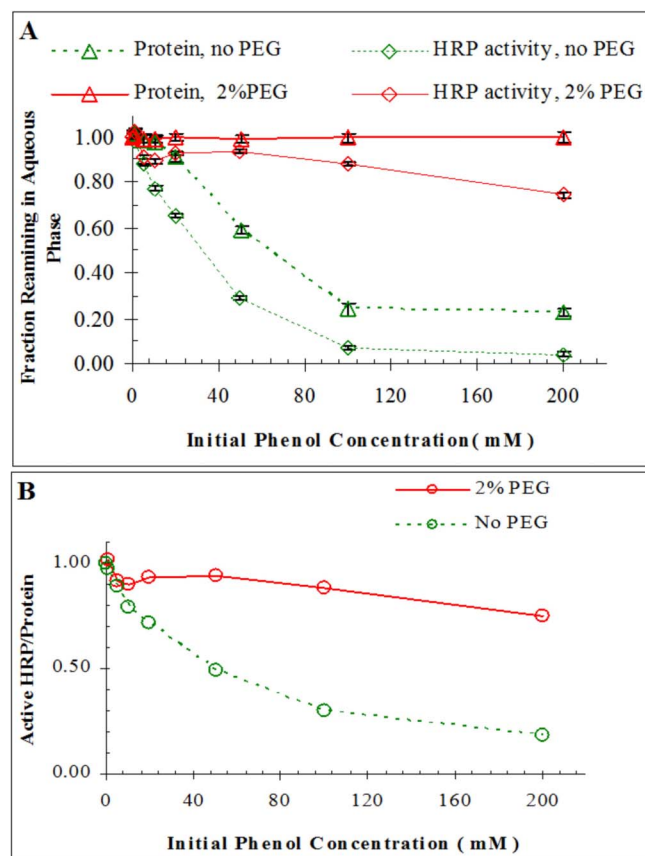 A
Protein, no PEG HRP activity, no PEG
Protein, 2%PEG HRP activity, 2% PEG
1.00
0.80
0.60
0.40
0.20
0.00
0 40 80 120 160 200
Fraction Reamining in Aqueous
Phase
Initial Phenol Concentration( mM)
B
2% PEG
No PEG
1.00
0.50
0.00
0 40 80 120 160 200
Active HRP/Protein
Initial Phenol Concentration ( mM)